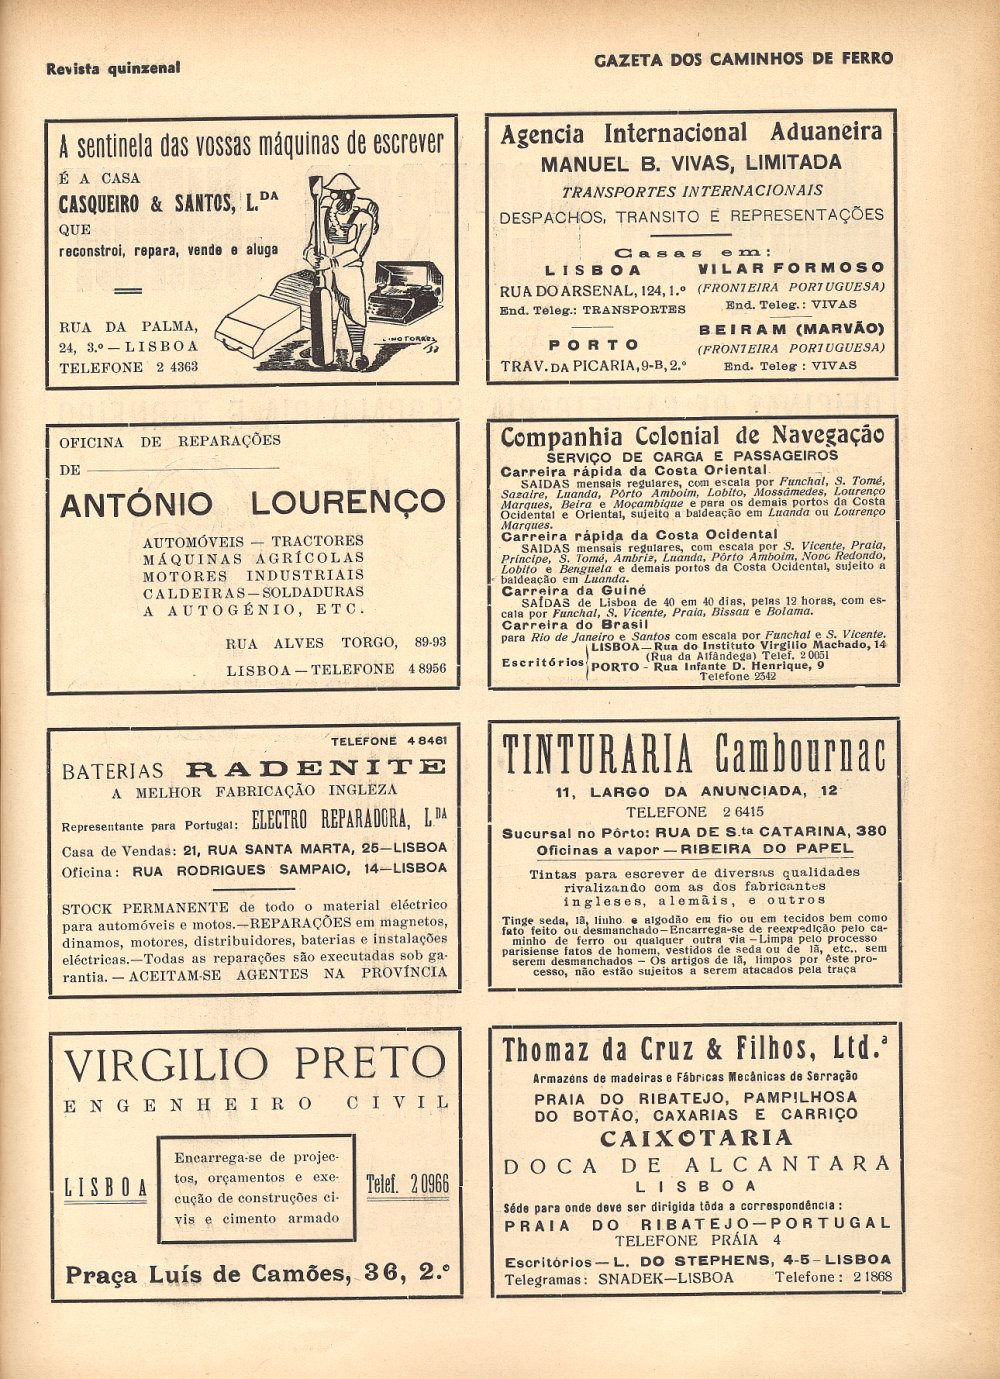 Revista quinzenal
GAZETA DOS CAMINHOS DE FERRO
A sentinela das vossas máquinas de escrever
É A CASA
CASQUEIRO & SANTOS, L.DA
QUE
reconstroi, repara, vende e aluga
RUA DA PALMA,
24, 3.º — LISBOA
TELEFONE 2 4363
LINO TORRES
Agencia Internacional Aduaneira
MANUEL B. VIVAS, LIMITADA
TRANSPORTES INTERNACIONAIS
DESPACHOS, TRANSITO E REPRESENTAÇÕES
Casas em:
LISBOA
RUA DO ARSENAL, 124, 1.º
End. Teleg.: TRANSPORTES
PORTO
TRAV. DA PICARIA, 9-B, 2.º
VILAR FORMOSO
(FRONTEIRA PORTUGUESA)
End. Teleg.: VIVAS
BEIRAM (MARVÃO)
(FRONTEIRA PORTUGUESA)
End. Teleg : VIVAS
OFICINA DE REPARAÇÕES
DE
ANTÓNIO LOURENÇO
AUTOMÓVEIS — TRACTORES
MÁQUINAS AGRÍCOLAS
MOTORES INDUSTRIAIS
CALDEIRAS—SOLDADURAS
A AUTOGÉNIO, ETC.
RUA ALVES TORGO, 89-93
LISBOA—TELEFONE 4 8956
Companhia Colonial de Navegação
SERVIÇO DE CARGA E PASSAGEIROS
Carreira rápida da Costa Oriental
SAIDAS mensais regulares, com escala por Funchal, S. Tomé,
Sazaire, Luanda, Pôrto Amboim, Lobito, Mossâmedes, Lourenço
Marques, Beira e Moçambique e para os demais portos da Costa
Ocidental e Oriental, sujeito a baldeação em Luanda ou Lourenço
Marques.
Carreira rápida da Costa Ocidental
SAIDAS mensais regulares, com escala por S. Vicente, Praia,
Príncipe, S. Tomé, Ambriz, Luanda, Pôrto Amboim, Novo Redondo,
Lobito e Benguela e demais portos da Costa Ocidental, sujeito a
baldeação em Luanda.
Carreira da Guiné
SAÍDAS de Lisboa de 40 em 40 dias, pelas 12 horas, com es-
cala por Funchal, S. Vicente, Praia, Bissau e Bolama.
Carreira do Brasil
para Rio de Janeiro e Santos com escala por Funchal e S. Vicente.
Escritórios
LISBOA—Rua do Instituto Virgilio Machado, 14
(Rua da Alfândega) Telef. 2 0051
PORTO - Rua Infante D. Henrique, 9
Telefone 2342
TELEFONE 4 8461
BATERIAS RADENITE
A MELHOR FABRICAÇÃO INGLEZA
Representante para Portugal: ELECTRO REPARADORA, L.DA
Casa de Vendas: 21, RUA SANTA MARTA, 25—LISBOA
Oficina: RUA RODRIGUES SAMPAIO, 14—LISBOA
STOCK PERMANENTE de todo o material eléctrico
para automóveis e motos.—REPARAÇÕES em magnetos,
dinamos, motores, distribuidores, baterias e instalações
eléctricas.—Todas as reparações são executadas sob ga-
rantia. — ACEITAM-SE AGENTES NA PROVÍNCIA
TINTURARIA Cambournac
11, LARGO DA ANUNCIADA, 12
TELEFONE 2 6415
Sucursal no Pôrto: RUA DE S.ta CATARINA, 380
Oficinas a vapor — RIBEIRA DO PAPEL
Tintas para escrever de diversas qualidades
rivalizando com as dos fabricantes
ingleses, alemãis, e outros
Tinge seda, lã, linho e algodão em fio ou em tecidos bem como
fato feito ou desmanchado—Encarrega-se de reexpedição pelo ca-
minho de ferro ou qualquer outra via — Limpa pelo processo
parisiense fatos de homem, vestidos de seda ou de lã, etc., sem
serem desmanchados — Os artigos de lã, limpos por êste pro-
cesso, não estão sujeitos a serem atacados pela traça
VIRGILIO PRETO
ENGENHEIRO CIVIL
LISBOA
Encarrega-se de projec-
tos, orçamentos e exe-
cução de construções ci-
vis e cimento armado
Telef. 2 0966
Praça Luís de Camões, 36, 2.º
Thomaz da Cruz & Filhos, Ltd.ª
Armazéns de madeiras e Fábricas Mecânicas de Serração
PRAIA DO RIBATEJO, PAMPILHOSA
DO BOTÃO, CAXARIAS E CARRIÇO
CAIXOTARIA
DOCA DE ALCANTARA
LISBOA
Séde para onde deve ser dirigida tôda a correspondência:
PRAIA DO RIBATEJO—PORTUGAL
TELEFONE PRÁIA 4
Escritórios— L. DO STEPHENS, 4-5-LISBOA
Telegramas: SNADEK—LISBOA Telefone: 2 1868